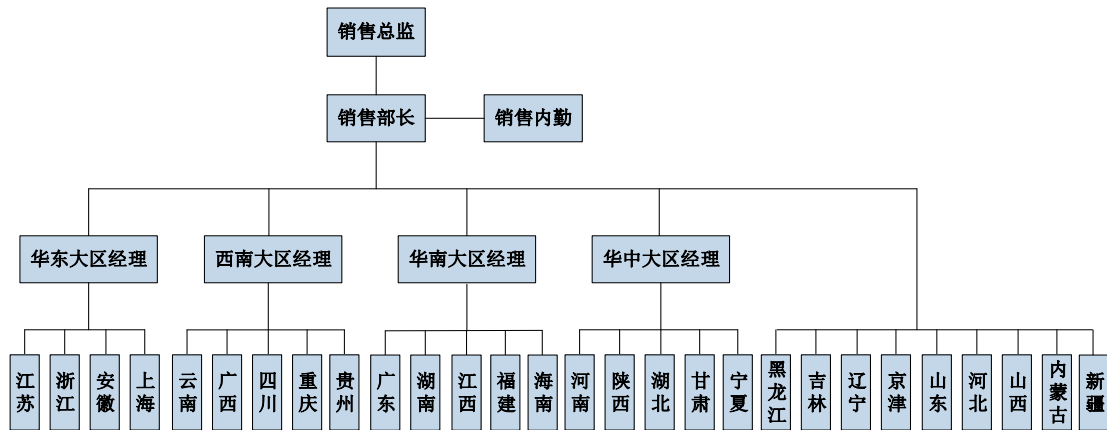 销售总监
销售部长
销售内勤
华东大区经理
西南大区经理
华南大区经理
华中大区经理
江苏
浙江
安徽
上海
云南
广西
四川
重庆
贵州
广东
湖南
江西
福建
海南
河南
陕西
湖北
甘肃
宁夏
黑龙江
吉林
辽宁
京津
山东
河北
山西
内蒙古
新疆